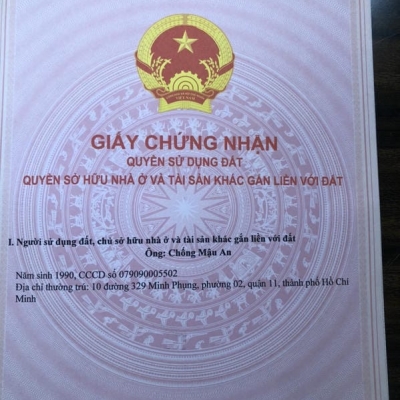 GIẤY CHỨNG NHẬN
QUYỀN SỬ DỤNG ĐẤT
QUYỀN SỞ HỮU NHÀ Ở VÀ TÀI SẢN KHÁC GẮN LIỀN VỚI ĐẤT
I. Người sử dụng đất, chủ sở hữu nhà ở và tài sản khác gắn liền với đất
Ông: Chống Mậu An
Năm sinh 1990, CCCD số 079090005502
Địa chỉ thường trú: 10 đường 329 Minh Phụng, phường 02, quận 11, thành phố Hồ Chí
Minh